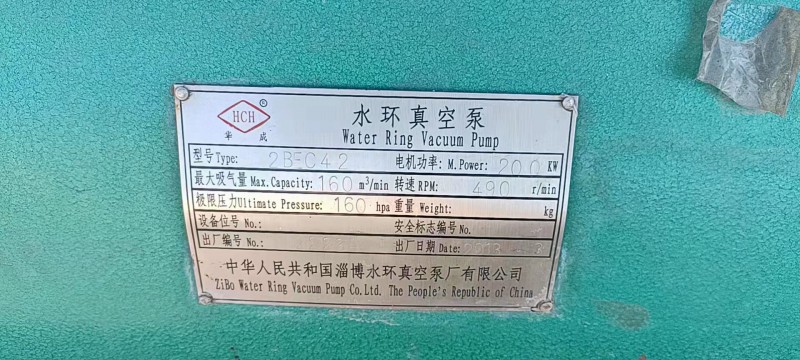 HCH ®
华成
水环真空泵
Water Ring Vacuum Pump
型号Type: 2BEC42 电机功率: M.Power: 200 KW
最大吸气量 Max.Capacity: 160 m³/min 转速RPM: 490 r/min
极限压力Ultimate Pressure: 160 hpa 重量 Weight: kg
设备位号 No.: 安全标志编号 No.
出厂编号 No.: 出厂日期 Date:
中华人民共和国淄博水环真空泵厂有限公司
ZiBo Water Ring Vacuum Pump Co.Ltd. The People's Republic of China